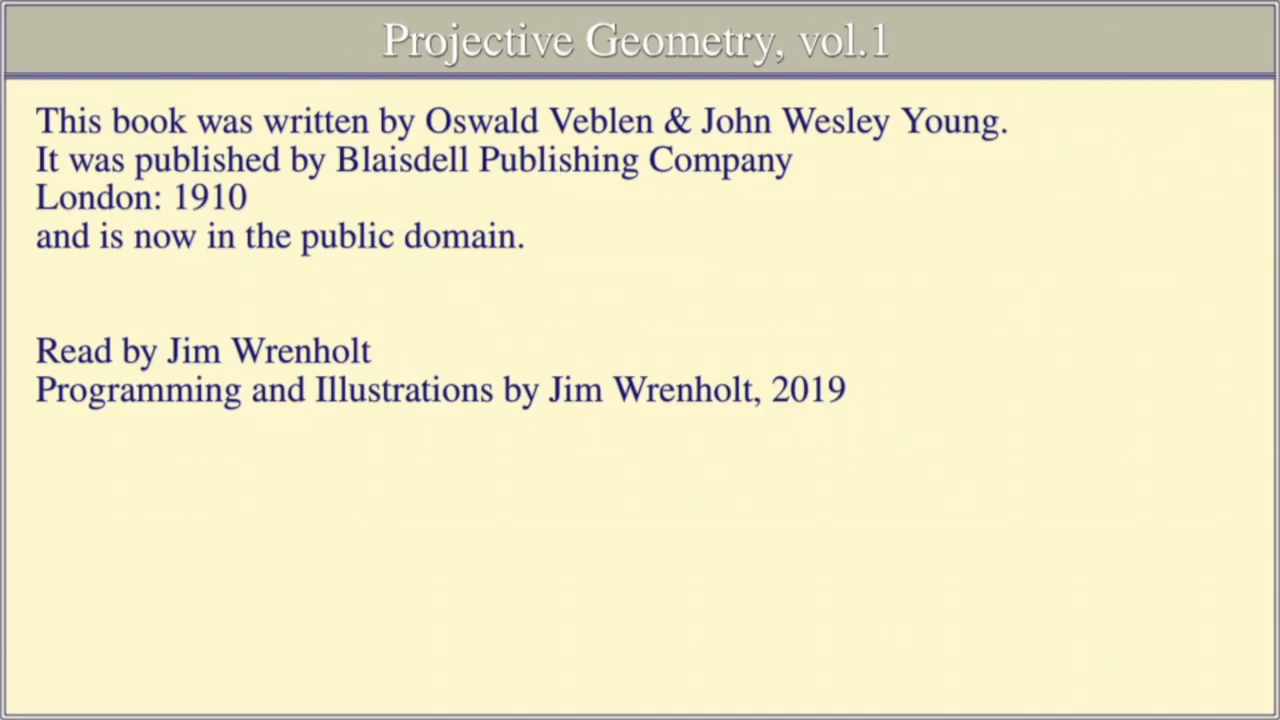 Projective Geometry, vol.1
This book was written by Oswald Veblen & John Wesley Young.
It was published by Blaisdell Publishing Company
London: 1910
and is now in the public domain.
Read by Jim Wrenholt
Programming and Illustrations by Jim Wrenholt, 2019